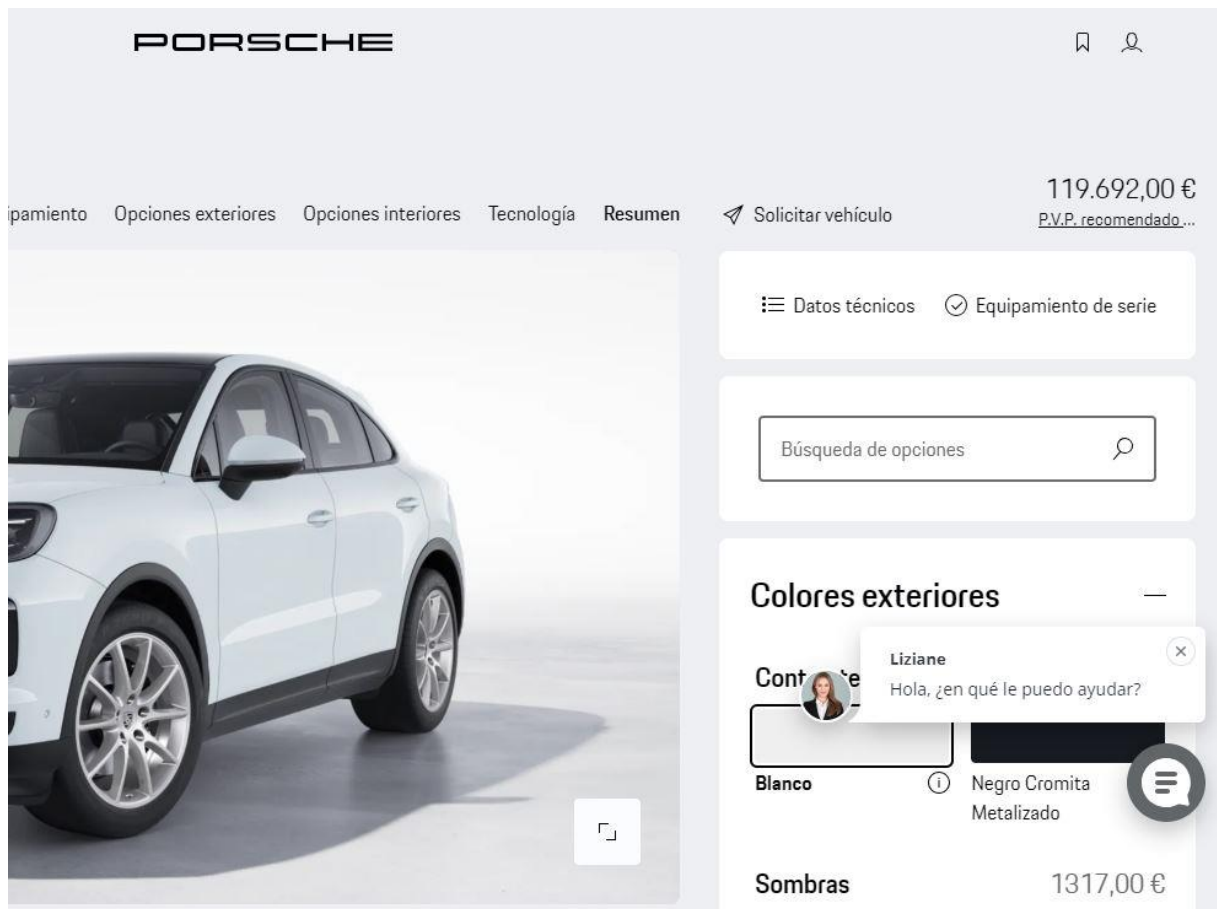 PORSCHE
119.692,00 €
ipamiento Opciones exteriores Opciones interiores Tecnología Resumen Solicitar vehículo
P.V.P. recomendado ...
Datos técnicos Equipamiento de serie
Búsqueda de opciones
Colores exteriores
Liziane
Hola, ¿en qué le puedo ayudar?
Blanco
Negro Cromita
Metalizado
Sombras 1317,00 €